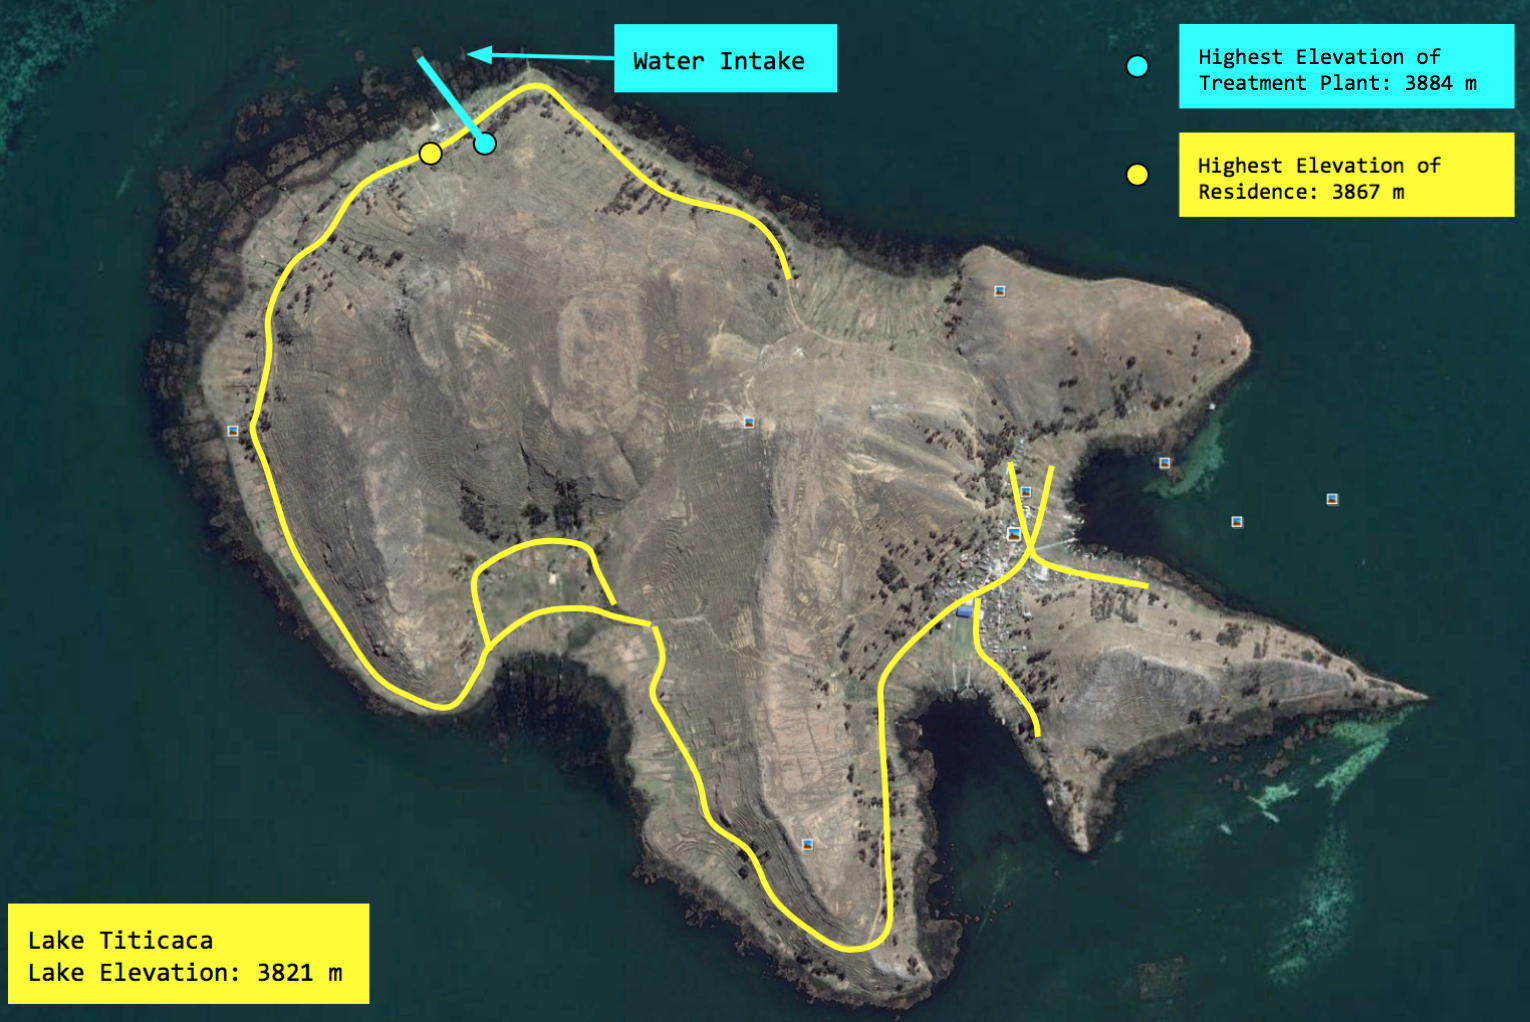 Water Intake
Highest Elevation of
Treatment Plant: 3884 m
Highest Elevation of
Residence: 3867 m
Lake Titicaca
Lake Elevation: 3821 m